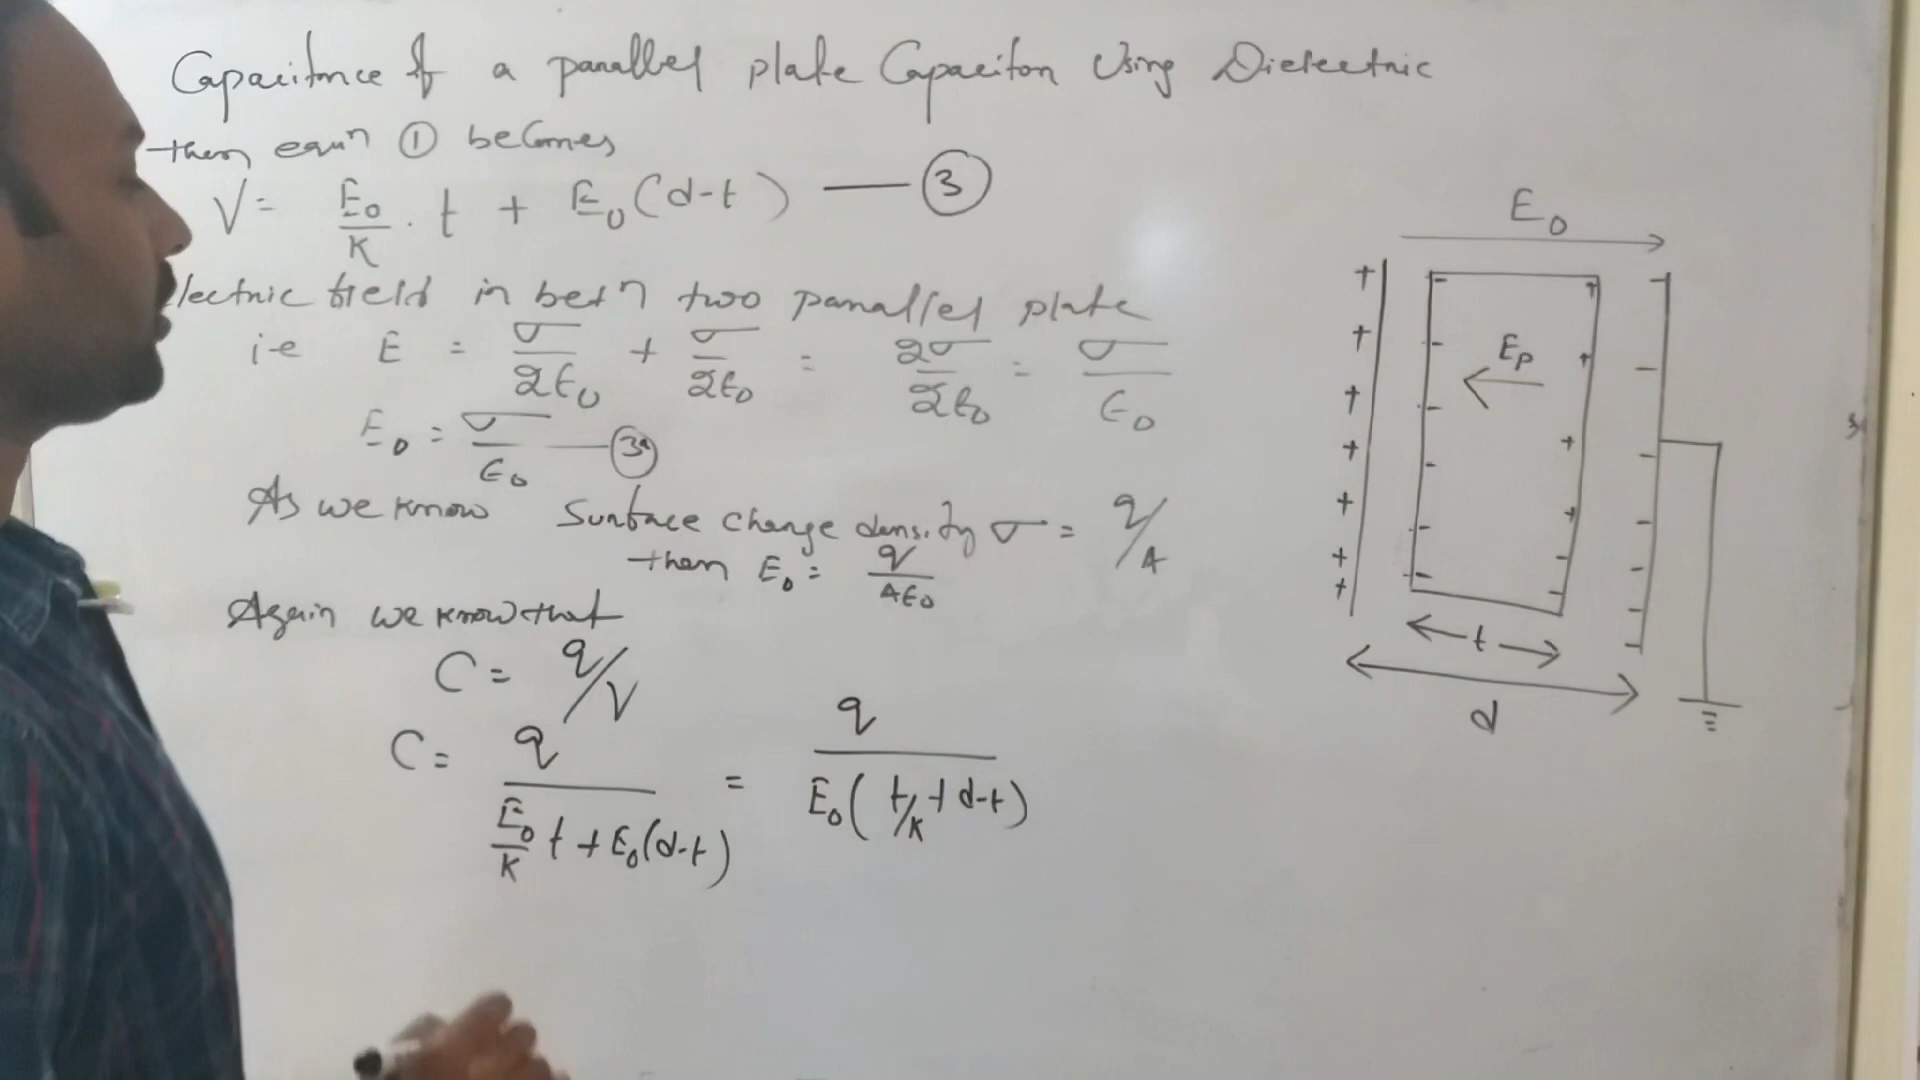 Capacitance of a parallel plate Capacitor Using Dielectric
then equn ① becomes
V = E₀/K . t + E₀(d-t) — ③
lectric field in betn two parallel plate
i.e E = σ/2ϵ₀ + σ/2ϵ₀ = 2σ/2ϵ₀ = σ/ϵ₀
E₀ = σ/ϵ₀ — ③a
As we know Surface charge density σ = q/A
then E₀ = q/Aϵ₀
Again we know that
C = q/V
C = q/(E₀/K t + E₀(d-t)) = q/(E₀(t/K + d-t))
E₀
+ + + + + + +
- - - - - -
Ep
+ + + + - -
- - - - - - - -
t
d